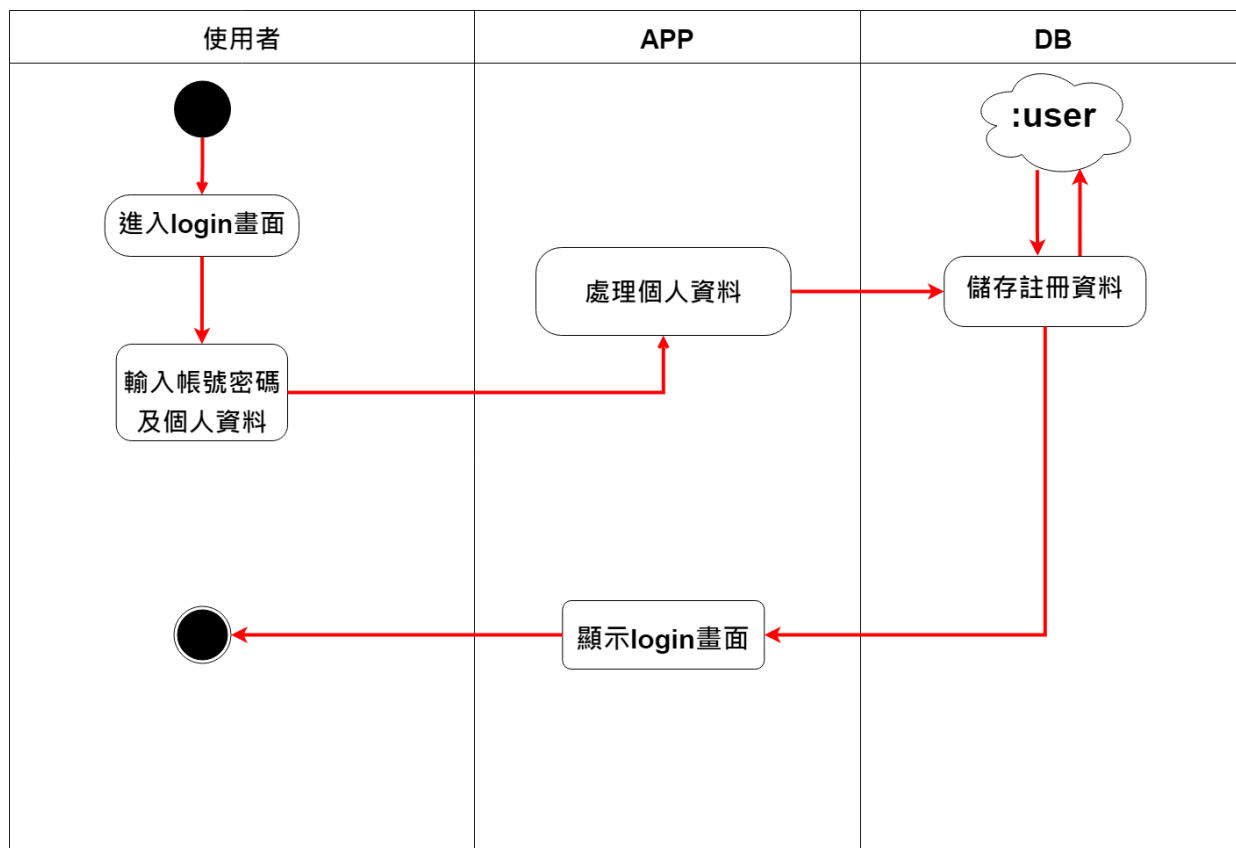 使用者
APP
DB
:user
進入login畫面
處理個人資料
儲存註冊資料
輸入帳號密碼
及個人資料
顯示login畫面